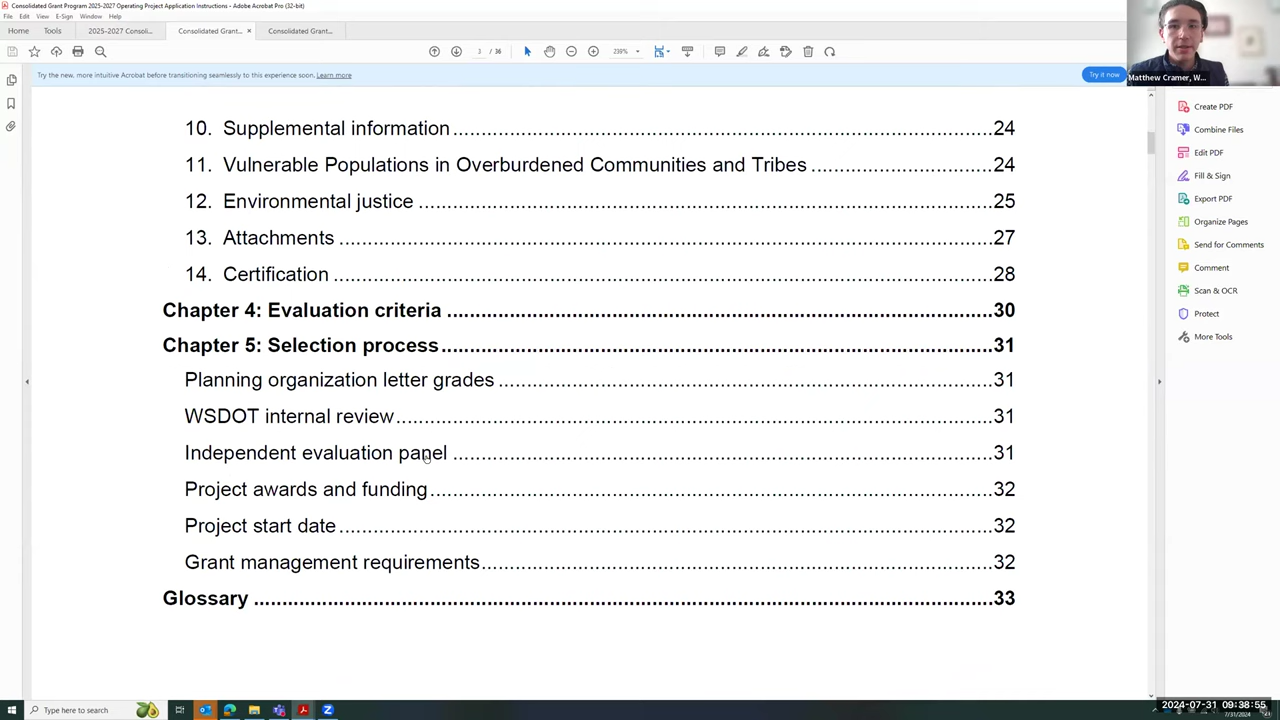 Consolidated Grant Program 2025-2027 Operating Project Application Instructions - Adobe Acrobat Pro (32-bit)
File Edit View E-Sign Window Help
Home Tools 2025-2027 Consoli... Consolidated Grant... × Consolidated Grant...
3 / 36 239%
Try the new, more intuitive Acrobat before transitioning seamlessly to this experience soon. Learn more
Try it now
Matthew Cramer, W...
10. Supplemental information ........ 24
11. Vulnerable Populations in Overburdened Communities and Tribes ........ 24
12. Environmental justice ........ 25
13. Attachments ........ 27
14. Certification ........ 28
Chapter 4: Evaluation criteria ........ 30
Chapter 5: Selection process ........ 31
Planning organization letter grades ........ 31
WSDOT internal review ........ 31
Independent evaluation panel ........ 31
Project awards and funding ........ 32
Project start date ........ 32
Grant management requirements ........ 32
Glossary ........ 33
Create PDF
Combine Files
Edit PDF
Fill & Sign
Export PDF
Organize Pages
Send for Comments
Comment
Scan & OCR
Protect
More Tools
Type here to search
2024-07-31 09:38:55
7/31/2024